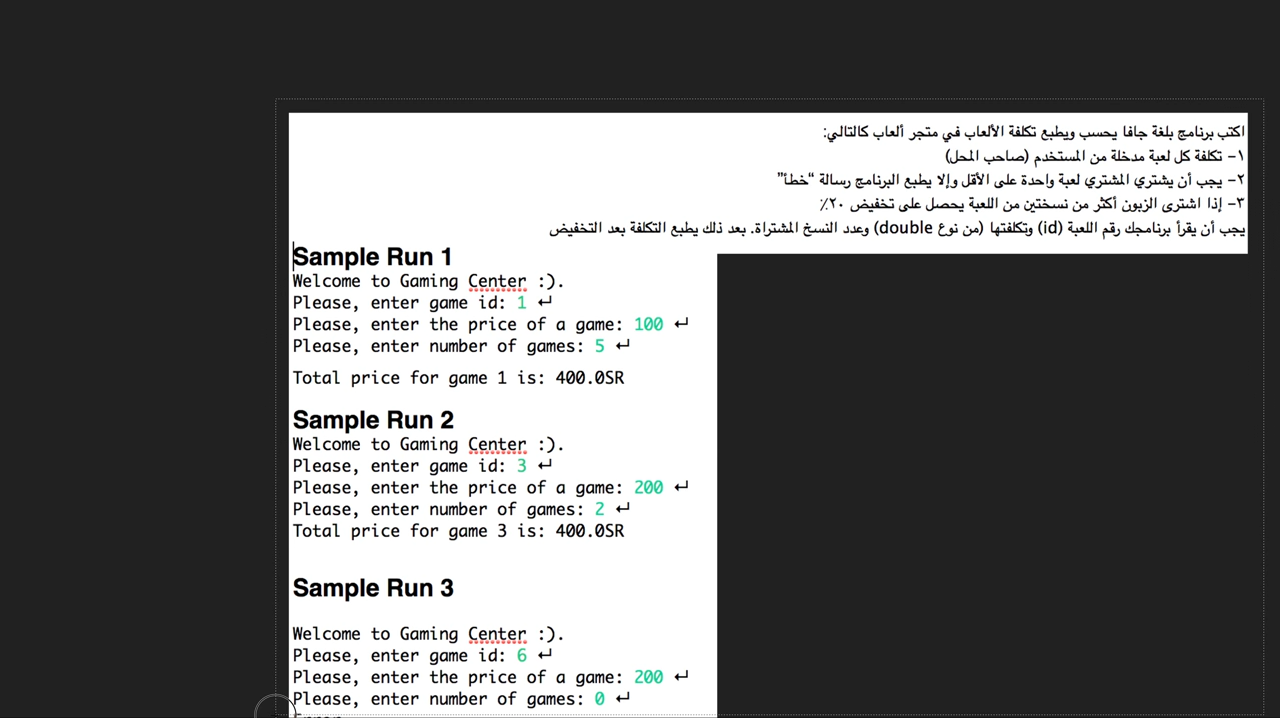 اكتب برنامج بلغة جافا يحسب ويطبع تكلفة الألعاب في متجر ألعاب كالتالي:
١- تكلفة كل لعبة مدخلة من المستخدم (صاحب المحل)
٢- يجب أن يشتري المشتري لعبة واحدة على الأقل وإلا يطبع البرنامج رسالة “خطأ”
٣- إذا اشترى الزبون أكثر من نسختين من اللعبة يحصل على تخفيض ٢٠٪
يجب أن يقرأ برنامجك رقم اللعبة (id) وتكلفتها (من نوع double) وعدد النسخ المشتراة. بعد ذلك يطبع التكلفة بعد التخفيض
Sample Run 1
Welcome to Gaming Center :).
Please, enter game id: 1 ↵
Please, enter the price of a game: 100 ↵
Please, enter number of games: 5 ↵
Total price for game 1 is: 400.0SR
Sample Run 2
Welcome to Gaming Center :).
Please, enter game id: 3 ↵
Please, enter the price of a game: 200 ↵
Please, enter number of games: 2 ↵
Total price for game 3 is: 400.0SR
Sample Run 3
Welcome to Gaming Center :).
Please, enter game id: 6 ↵
Please, enter the price of a game: 200 ↵
Please, enter number of games: 0 ↵